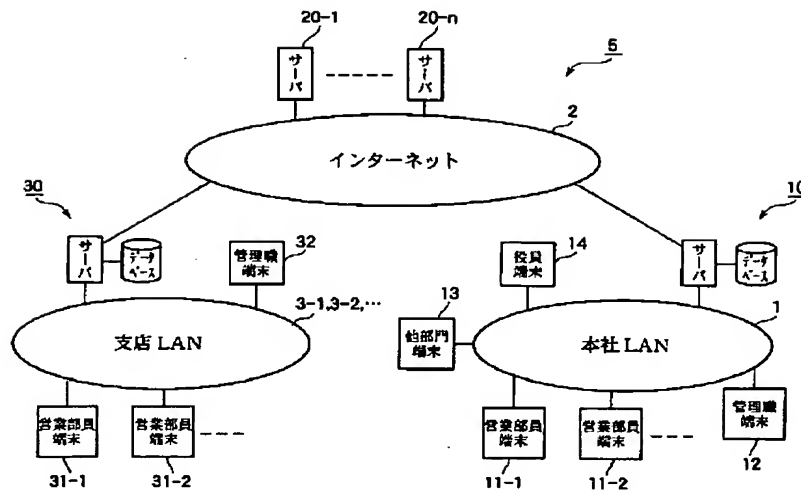 20-1
20-n
サーバ
サーバ
5
2
インターネット
30
10
サーバ
データ
ベース
管理職
端末
32
役員
端末
14
サーバ
データ
ベース
3-1,3-2,…
13
1
支店 LAN
他部門
端末
本社 LAN
営業部員
端末
営業部員
端末
営業部員
端末
営業部員
端末
管理職
端末
31-1
31-2
11-1
11-2
12